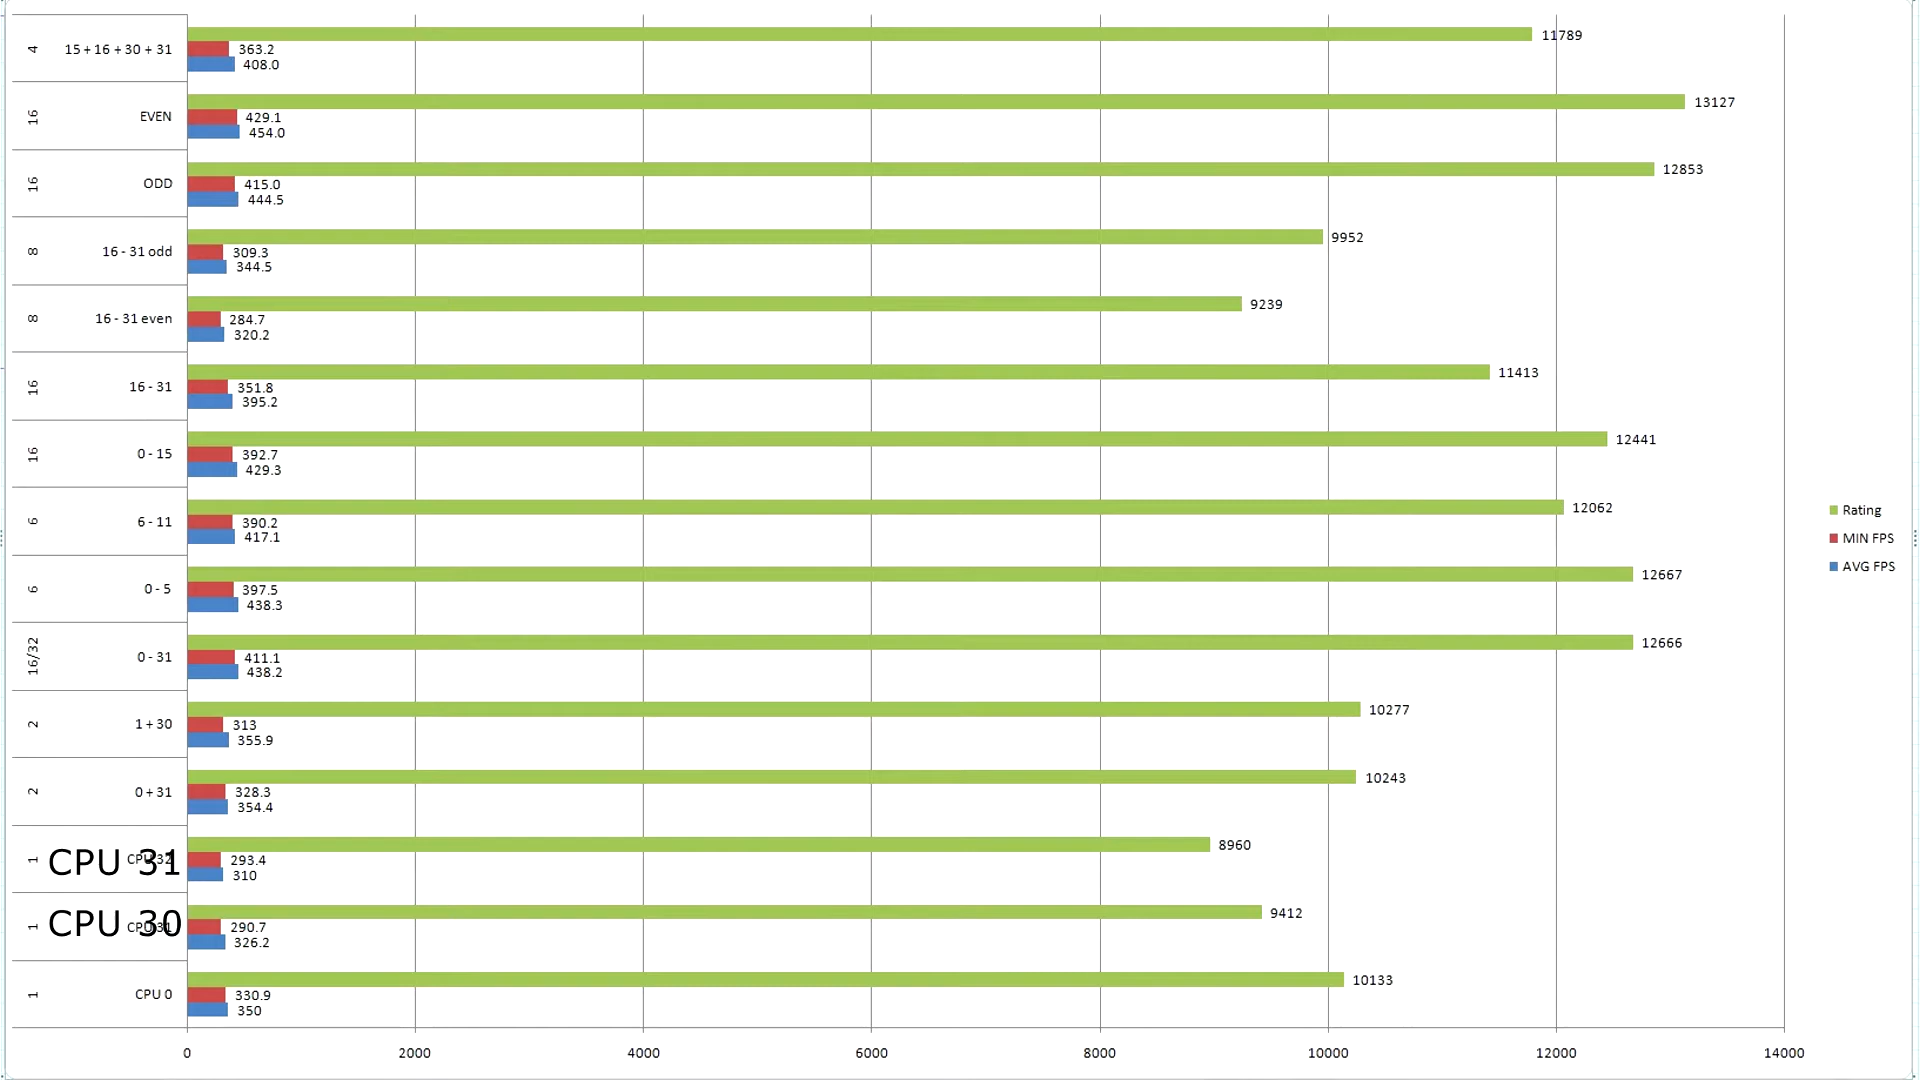 4 15 + 16 + 30 + 31 11789
363.2
408.0
16 EVEN 13127
429.1
454.0
16 ODD 12853
415.0
444.5
8 16 - 31 odd 9952
309.3
344.5
8 16 - 31 even 9239
284.7
320.2
16 16 - 31 11413
351.8
395.2
16 0 - 15 12441
392.7
429.3
6 6 - 11 12062
390.2
417.1
6 0 - 5 12667
397.5
438.3
16/32 0 - 31 12666
411.1
438.2
2 1 + 30 10277
313
355.9
2 0 + 31 10243
328.3
354.4
1 CPU 31 CPU 32 8960
293.4
310
1 CPU 30 CPU 31 9412
290.7
326.2
1 CPU 0 10133
330.9
350
0 2000 4000 6000 8000 10000 12000 14000
Rating
MIN FPS
AVG FPS